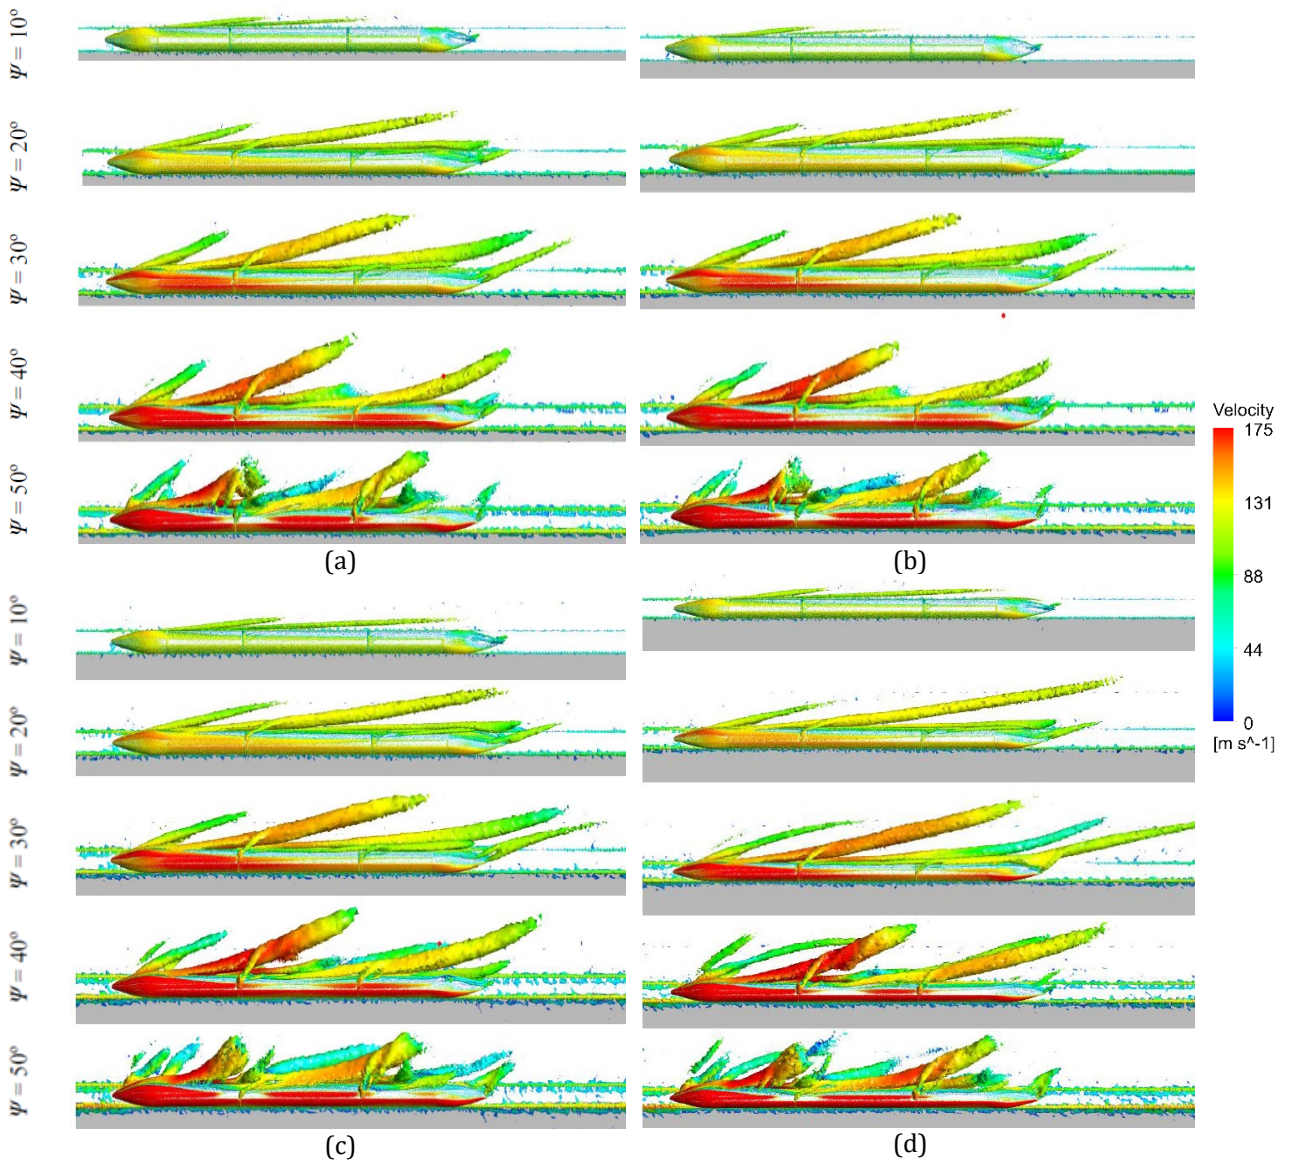 Ψ = 10°
Ψ = 20°
Ψ = 30°
Ψ = 40°
Ψ = 50°
(a)
(b)
Velocity
175
131
88
44
0
[m s^-1]
Ψ = 10°
Ψ = 20°
Ψ = 30°
Ψ = 40°
Ψ = 50°
(c)
(d)